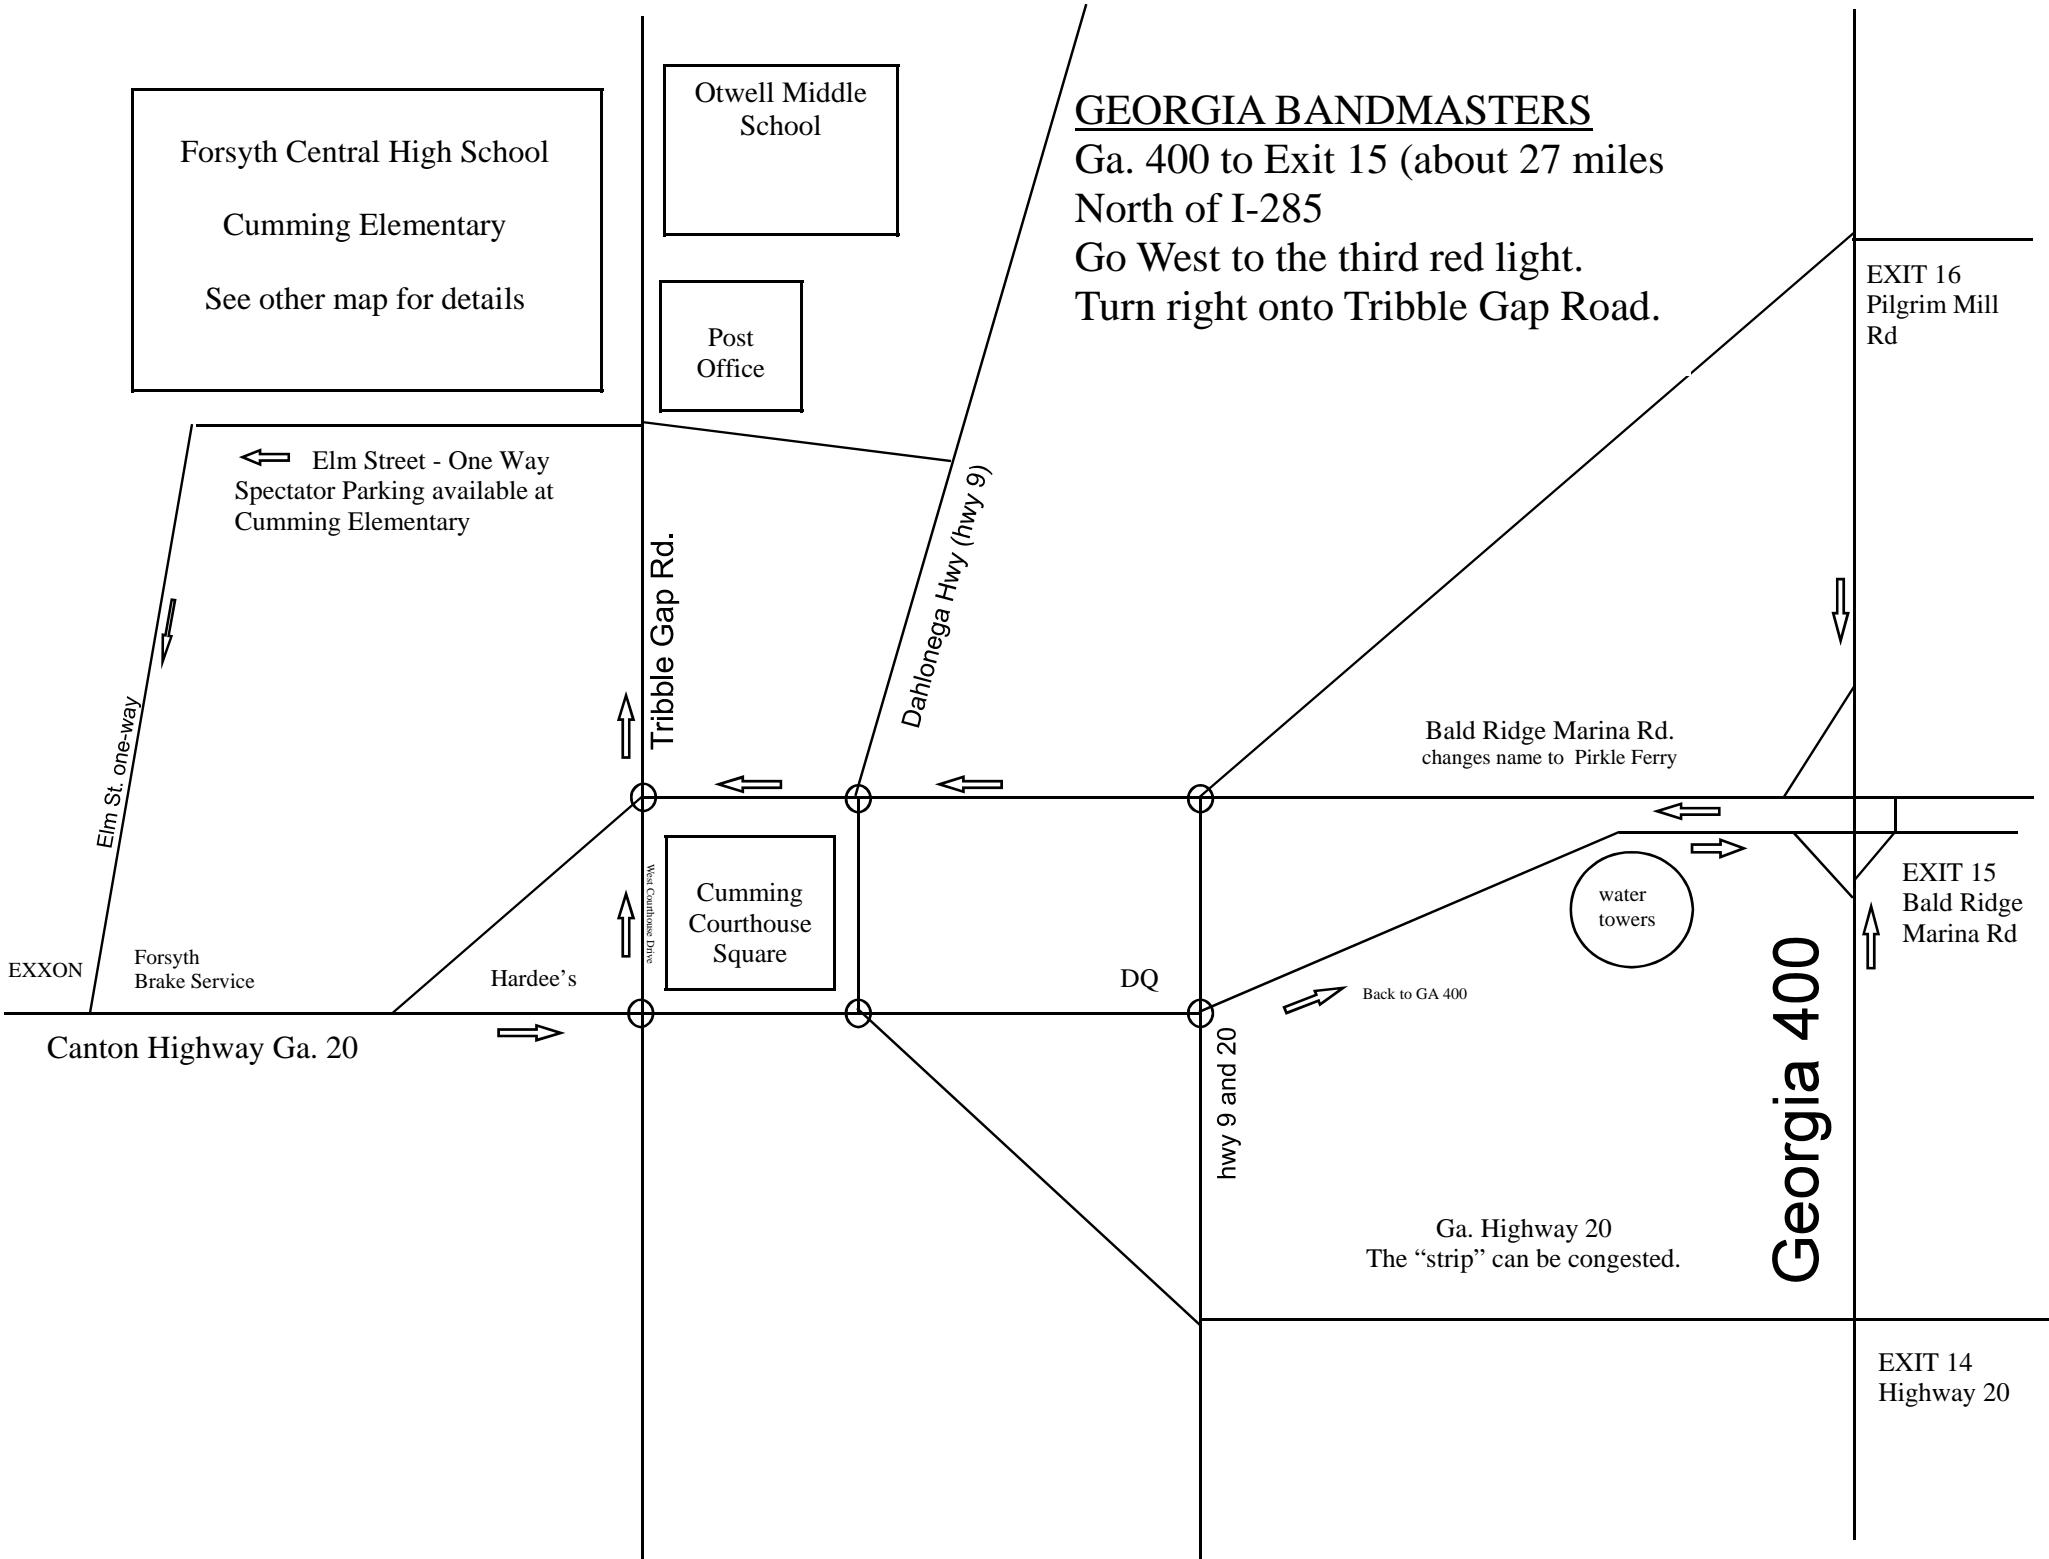 GEORGIA BANDMASTERS
Ga. 400 to Exit 15 (about 27 miles
North of I-285
Go West to the third red light.
Turn right onto Tribble Gap Road.
Forsyth Central High School
Cumming Elementary
See other map for details
Otwell Middle
School
Post
Office
EXIT 16
Pilgrim Mill
Rd
Elm Street - One Way
Spectator Parking available at
Cumming Elementary
Tribble Gap Rd.
Dahlonega Hwy (hwy 9)
Elm St. one-way
Bald Ridge Marina Rd.
changes name to Pirkle Ferry
West Courthouse Drive
Cumming
Courthouse
Square
water
towers
EXIT 15
Bald Ridge
Marina Rd
EXXON
Forsyth
Brake Service
Hardee's
DQ
Back to GA 400
Georgia 400
Canton Highway Ga. 20
hwy 9 and 20
Ga. Highway 20
The “strip” can be congested.
EXIT 14
Highway 20